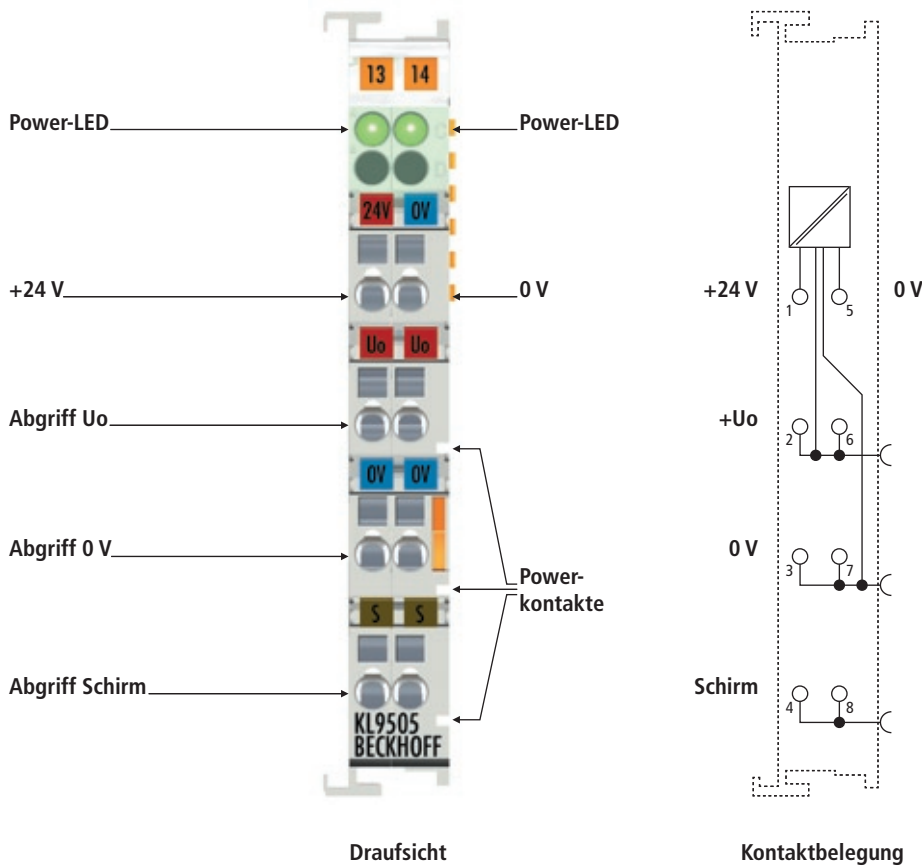 13 14
Power-LED
Power-LED
C
D
24V 0V
+24 V
0 V
Uo Uo
Abgriff Uo
0V 0V
Abgriff 0 V
Power-
kontakte
S S
Abgriff Schirm
KL9505
BECKHOFF
Draufsicht
+24 V
0 V
1 5
+Uo
2 6
0 V
3 7
Schirm
4 8
Kontaktbelegung